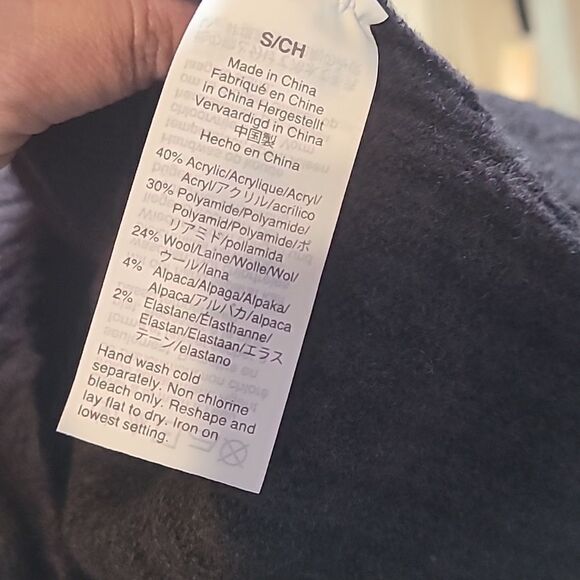 S/CH
Made in China
Fabriqué en Chine
in China Hergestellt
Vervaardigd in China
中国製
Hecho en China
40% Acrylic/Acrylique/Acryl/
Acryl/アクリル/acrílico
30% Polyamide/Polyamide/
Polyamid/Polyamide/ポ
リアミド/poliamida
24% Wool/Laine/Wolle/Wol/
ウール/lana
4% Alpaca/Alpaga/Alpaka/
Alpaca/アルパカ/alpaca
2% Elastane/Élasthanne/
Elastan/Elastaan/エラス
テーン/elastano
Hand wash cold
separately. Non chlorine
bleach only. Reshape and
lay flat to dry. Iron on
lowest setting.